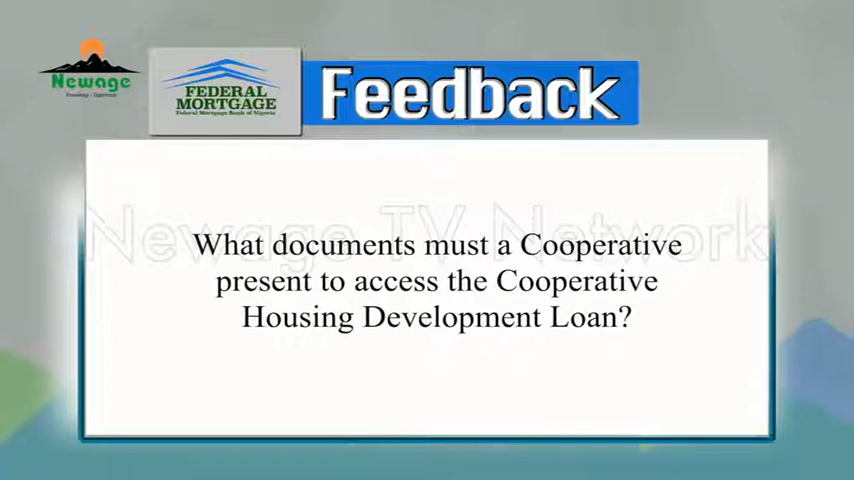 Newage
FEDERAL
MORTGAGE
Federal Mortgage Bank of Nigeria
Feedback
Newage TV Network
What documents must a Cooperative
present to access the Cooperative
Housing Development Loan?